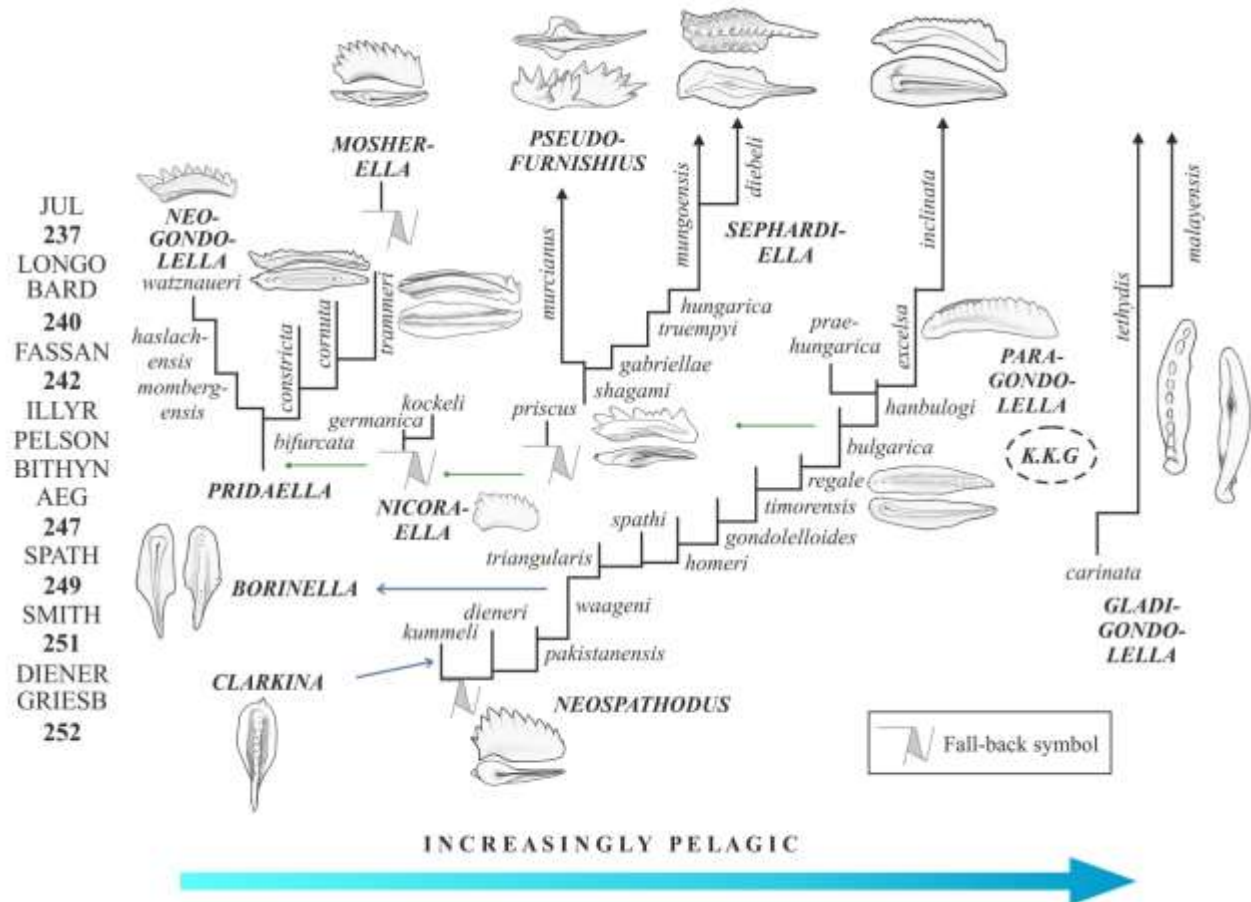 MOSHER-
ELLA
PSEUDO-
FURNISHIUS
mungoensis
diebeli
SEPHARDI-
ELLA
inclinata
tethydis
malayensis
JUL
237
LONGO
BARD
240
FASSAN
242
ILLYR
PELSON
BITHYN
AEG
247
SPATH
249
SMITH
251
DIENER
GRIESB
252
NEO-
GONDO-
LELLA
watznaueri
haslach-
ensis
momberg-
ensis
constricta
cornuta
trammeri
bifurcata
PRIDAELLA
germanica
kockeli
NICORA-
ELLA
murcianus
hungarica
truempyi
gabriellae
shagami
priscus
prae-
hungarica
excelsa
hanbulogi
bulgarica
regale
timorensis
gondolelloides
PARA-
GONDO-
LELLA
K.K.G
spathi
homeri
triangularis
waageni
BORINELLA
dieneri
kummeli
pakistanensis
CLARKINA
NEOSPATHODUS
carinata
GLADI-
GONDO-
LELLA
Fall-back symbol
INCREASINGLY PELAGIC